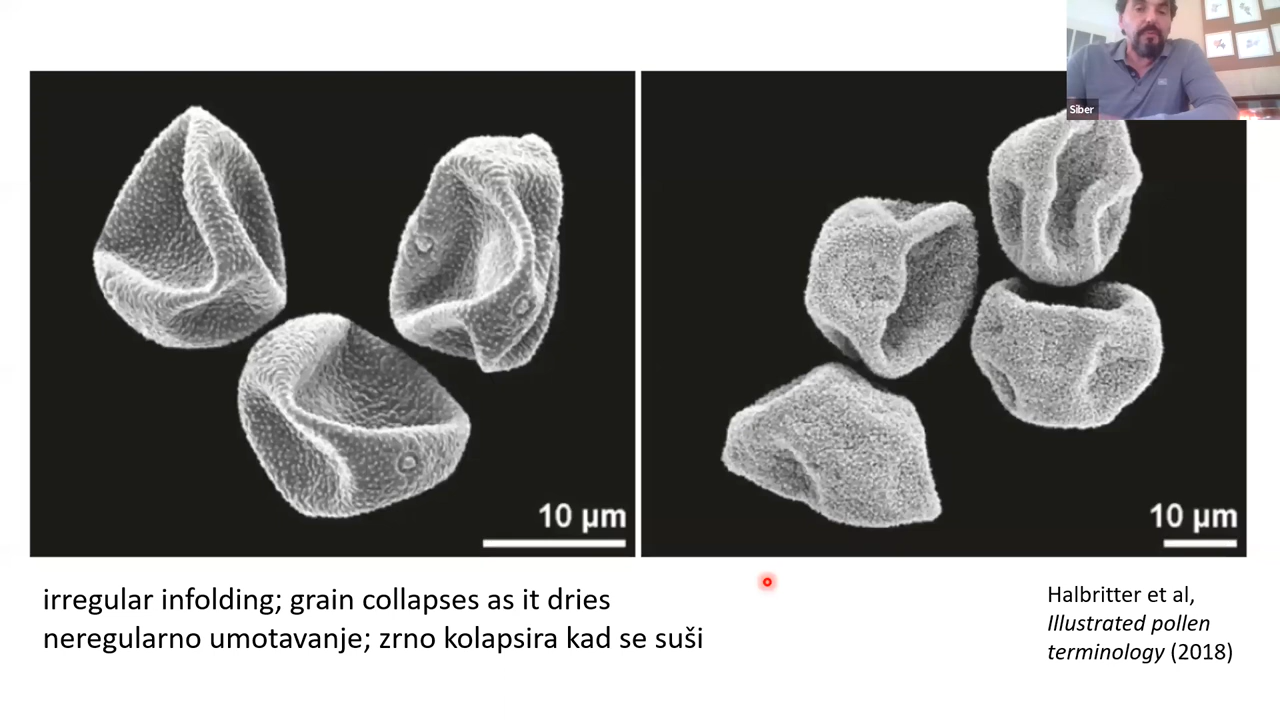 Siber
10 µm
10 µm
irregular infolding; grain collapses as it dries
neregularno umotavanje; zrno kolapsira kad se suši
Halbritter et al,
Illustrated pollen
terminology (2018)